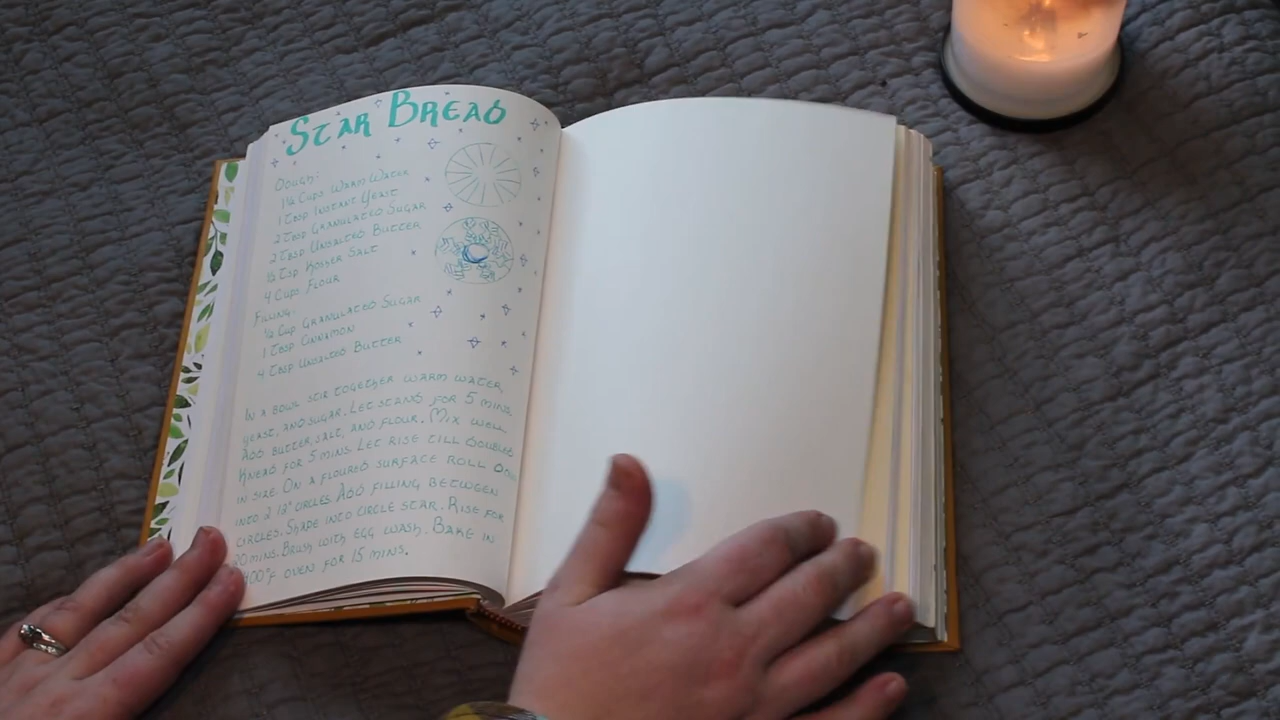 Star Bread
Dough:
1¼ Cups Warm Water
1 Tbsp Instant Yeast
2 Tbsp Granulated Sugar
2 Tbsp Unsalted Butter
½ Tsp Kosher Salt
4 Cups Flour
Filling:
½ Cup Granulated Sugar
1 Tbsp Cinnamon
4 Tbsp Unsalted Butter
In a bowl stir together warm water,
yeast, and sugar. Let stand for 5 mins.
Add butter, salt, and flour. Mix well
Knead for 5 mins. Let rise till doubled
in size. On a floured surface roll
into 2 12" circles. Add filling between
circles. Shape into circle star. Rise for
20 mins. Brush with egg wash. Bake in
400°F oven for 15 mins.